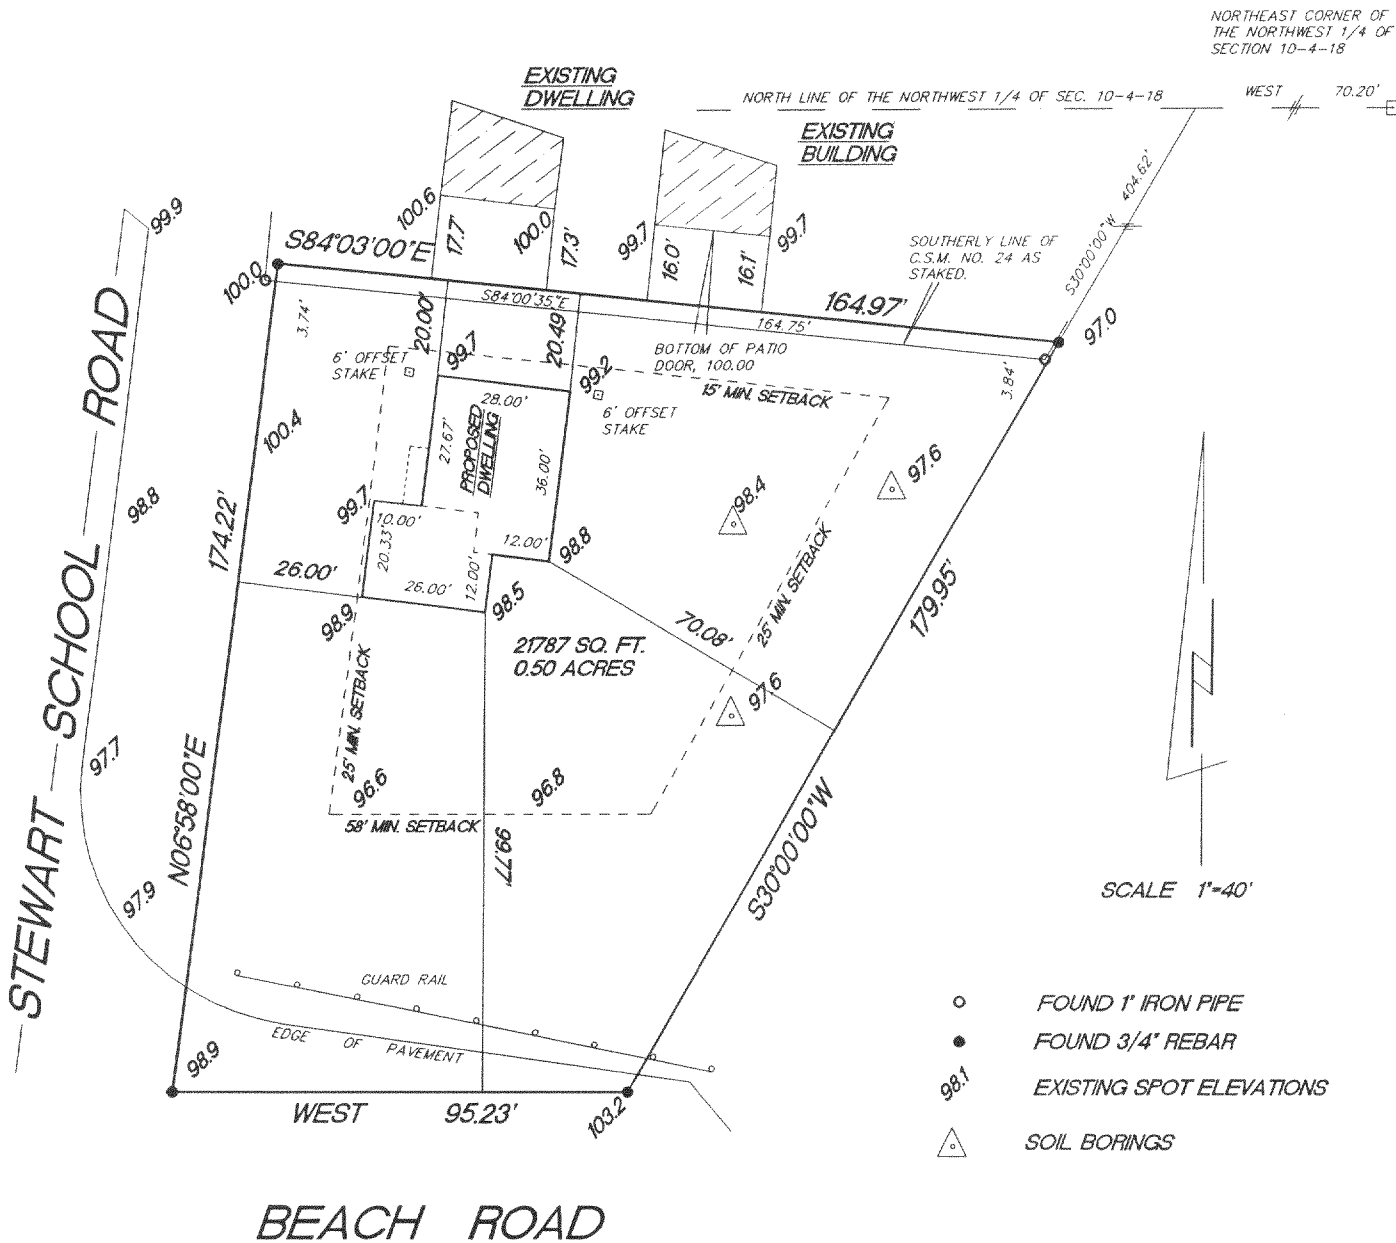 NORTHEAST CORNER OF
THE NORTHWEST 1/4 OF
SECTION 10-4-18
EXISTING
DWELLING
NORTH LINE OF THE NORTHWEST 1/4 OF SEC. 10-4-18
WEST 70.20'
EXISTING
BUILDING
S30°00'00"W 404.62'
99.9
100.6
17.7
100.0
17.3'
99.7
16.0'
16.1'
99.7
S84°03'00"E
164.97'
SOUTHERLY LINE OF
C.S.M. NO. 24 AS
STAKED.
100.0
S84°00'35"E
164.75'
97.0
3.74'
20.00'
20.49
3.84'
BOTTOM OF PATIO
DOOR, 100.00
6' OFFSET
STAKE
99.7
99.2
15' MIN. SETBACK
28.00'
6' OFFSET
STAKE
100.4
27.67'
PROPOSED
DWELLING
36.00'
98.4
97.6
98.8
99.7
10.00'
20.33'
12.00'
98.8
174.22'
26.00'
26.00'
12.00'
98.5
98.9
25' MIN. SETBACK
179.95'
70.08'
21787 SQ. FT.
0.50 ACRES
97.6
25' MIN. SETBACK
97.7
96.6
96.8
58' MIN. SETBACK
99.77'
N06°58'00"E
S30°00'00"W
97.9
STEWART SCHOOL ROAD
SCALE 1"=40'
GUARD RAIL
EDGE OF PAVEMENT
98.9
WEST 95.23'
103.2
FOUND 1" IRON PIPE
FOUND 3/4" REBAR
98.1 EXISTING SPOT ELEVATIONS
SOIL BORINGS
BEACH ROAD